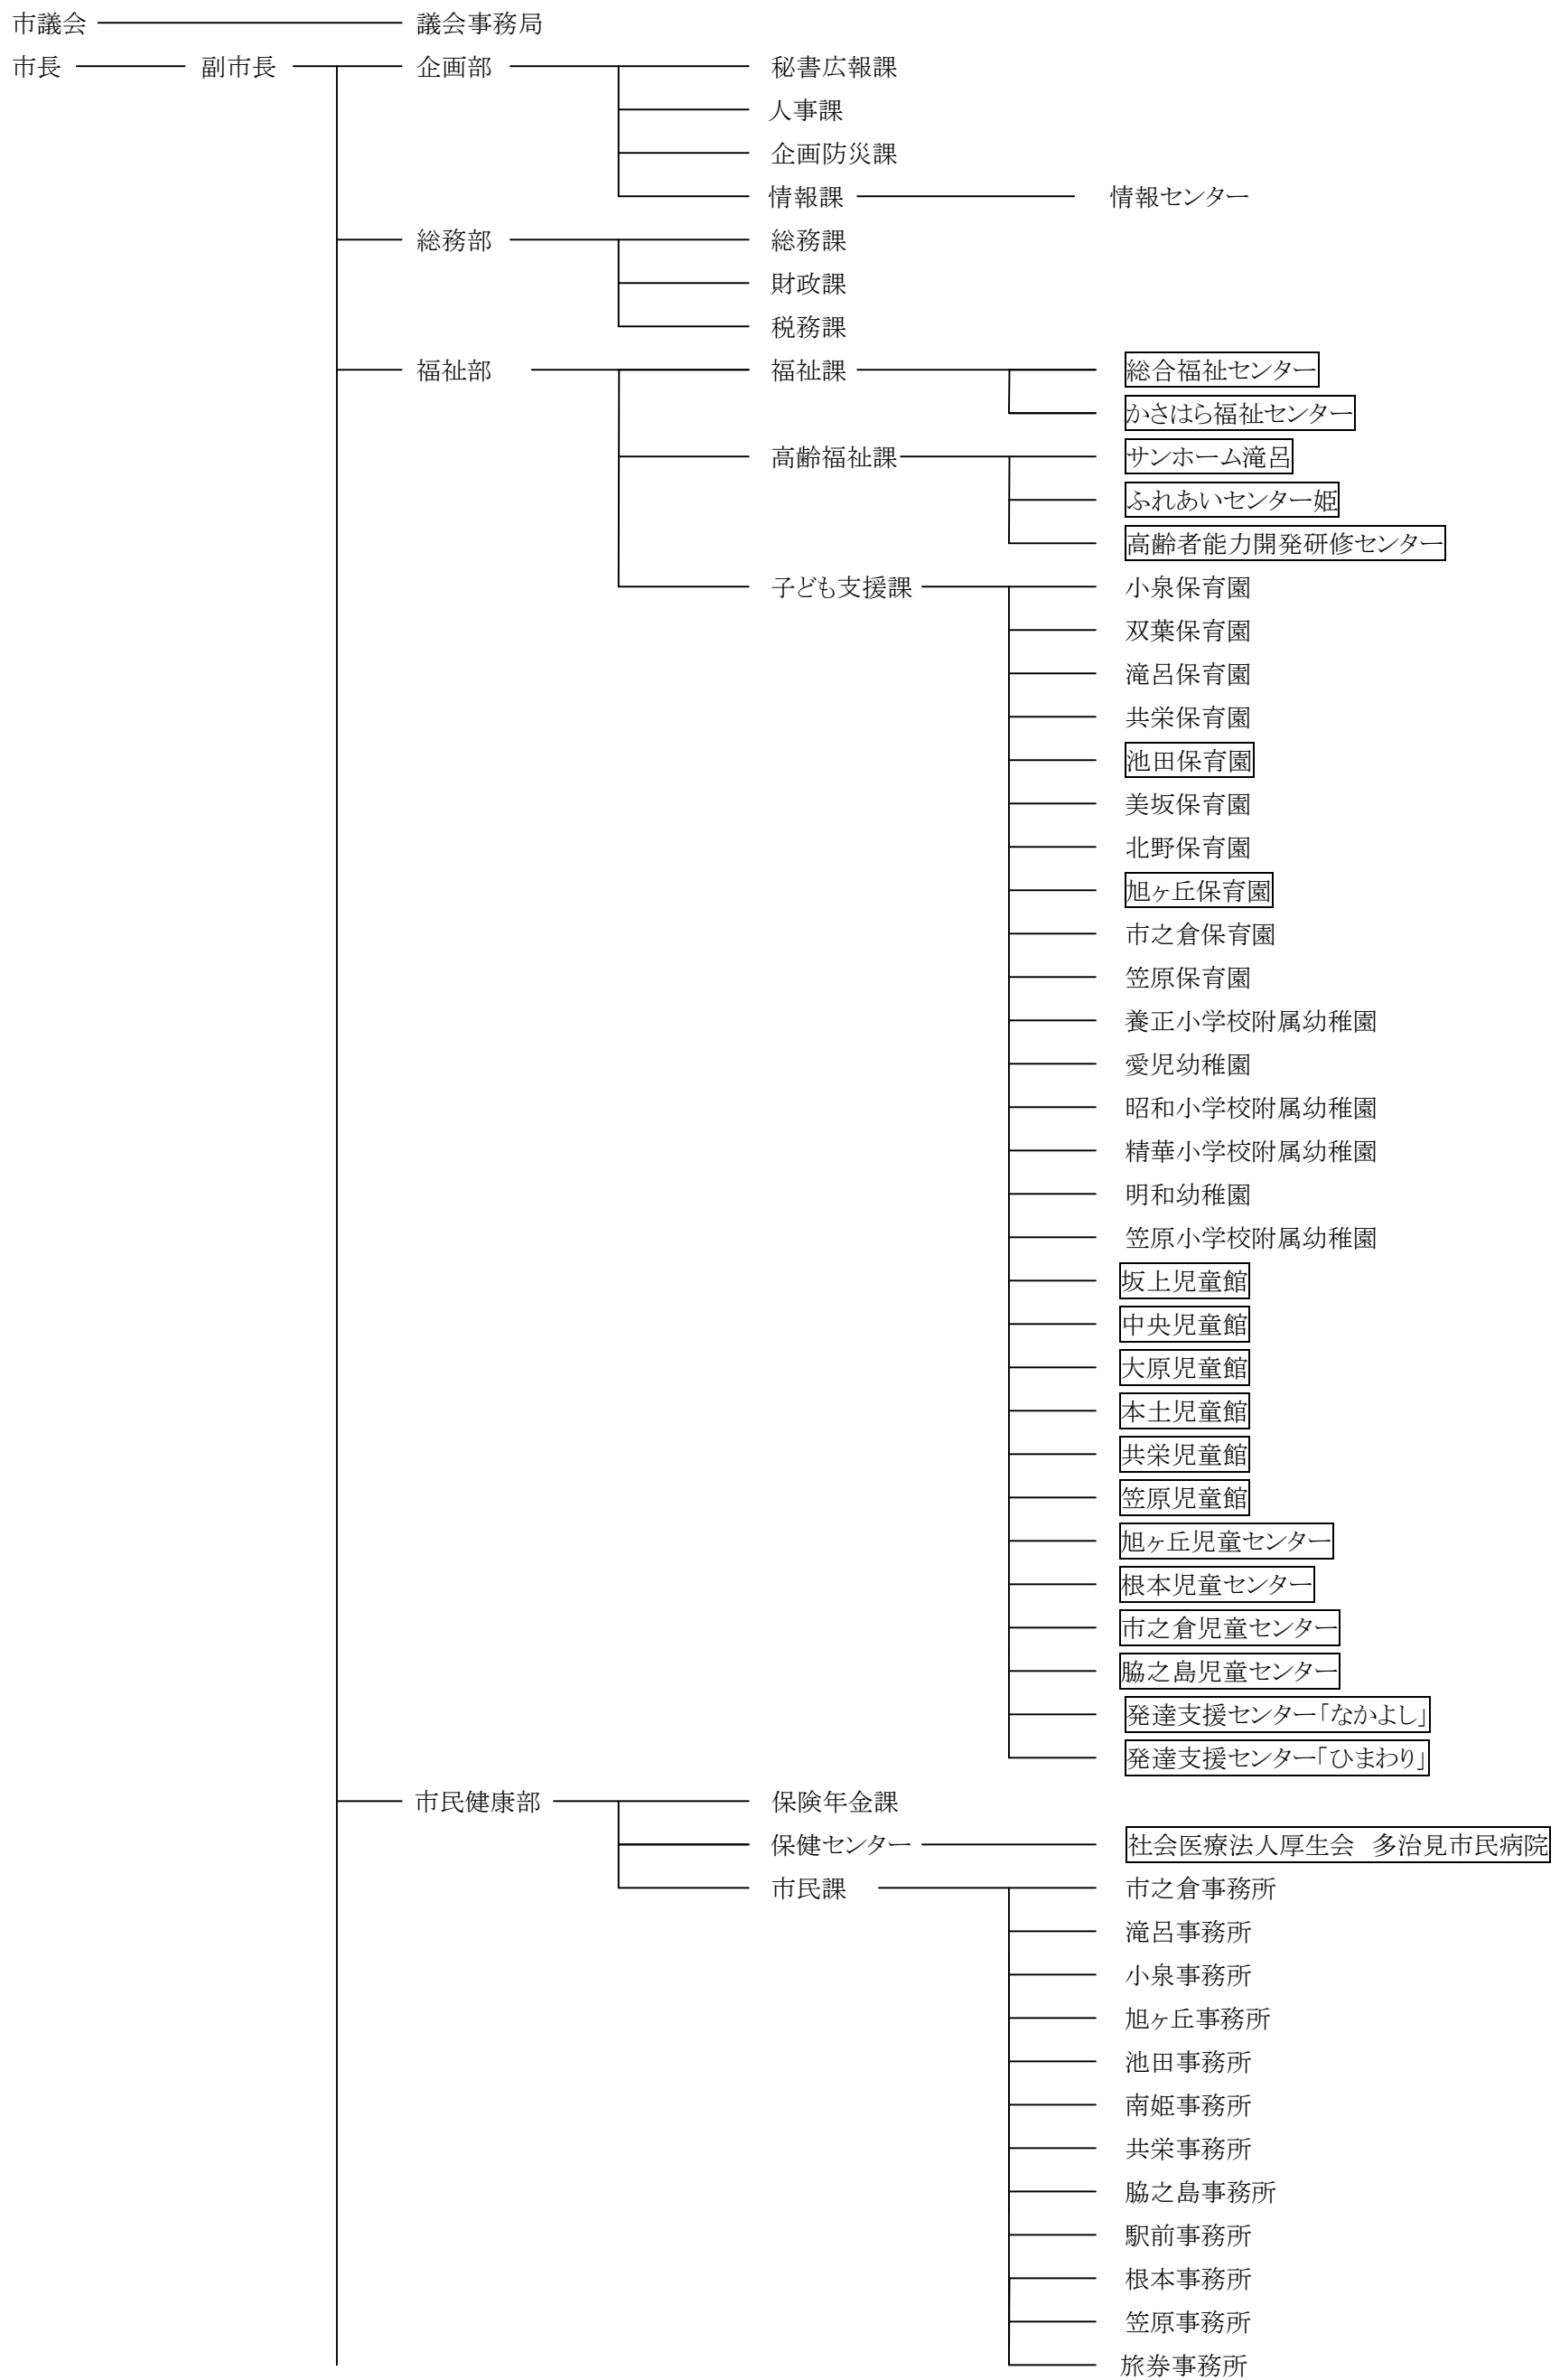 市議会 議会事務局
市長 副市長 企画部 秘書広報課
人事課
企画防災課
情報課 情報センター
総務部 総務課
財政課
税務課
福祉部 福祉課 総合福祉センター
かさはら福祉センター
高齢福祉課 サンホーム滝呂
ふれあいセンター姫
高齢者能力開発研修センター
子ども支援課 小泉保育園
双葉保育園
滝呂保育園
共栄保育園
池田保育園
美坂保育園
北野保育園
旭ヶ丘保育園
市之倉保育園
笠原保育園
養正小学校附属幼稚園
愛児幼稚園
昭和小学校附属幼稚園
精華小学校附属幼稚園
明和幼稚園
笠原小学校附属幼稚園
坂上児童館
中央児童館
大原児童館
本土児童館
共栄児童館
笠原児童館
旭ヶ丘児童センター
根本児童センター
市之倉児童センター
脇之島児童センター
発達支援センター「なかよし」
発達支援センター「ひまわり」
市民健康部 保険年金課
保健センター 社会医療法人厚生会　多治見市民病院
市民課 市之倉事務所
滝呂事務所
小泉事務所
旭ヶ丘事務所
池田事務所
南姫事務所
共栄事務所
脇之島事務所
駅前事務所
根本事務所
笠原事務所
旅券事務所